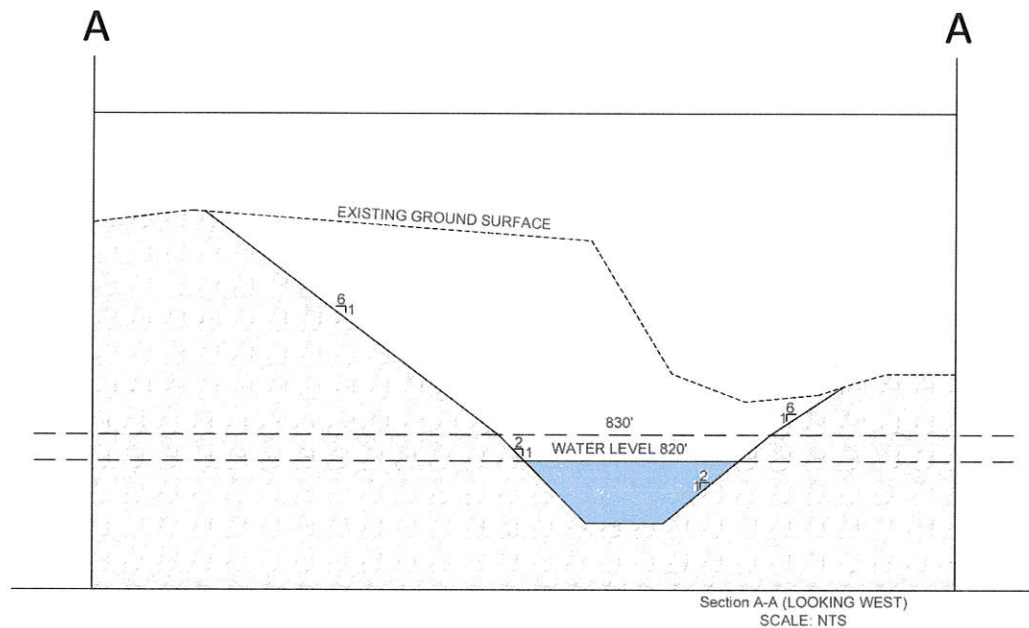 A A
EXISTING GROUND SURFACE
6
1
6
1
830'
2
1
WATER LEVEL 820'
2
1
Section A-A (LOOKING WEST)
SCALE: NTS